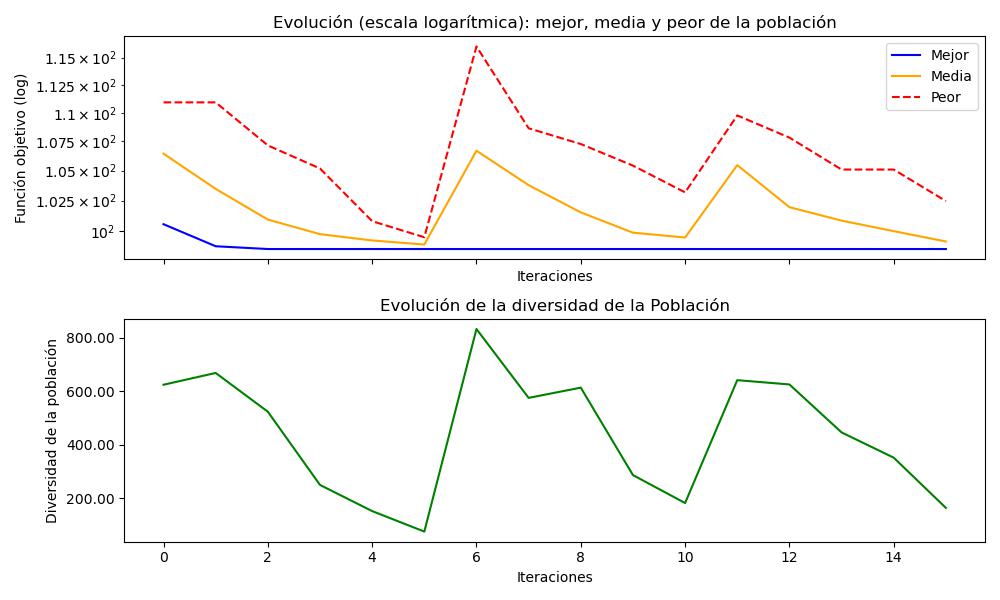 Evolución (escala logarítmica): mejor, media y peor de la población
Función objetivo (log)
1.15 × 10²
1.125 × 10²
1.1 × 10²
1.075 × 10²
1.05 × 10²
1.025 × 10²
10²
Mejor
Media
Peor
Iteraciones
Evolución de la diversidad de la Población
Diversidad de la población
800.00
600.00
400.00
200.00
0 2 4 6 8 10 12 14
Iteraciones